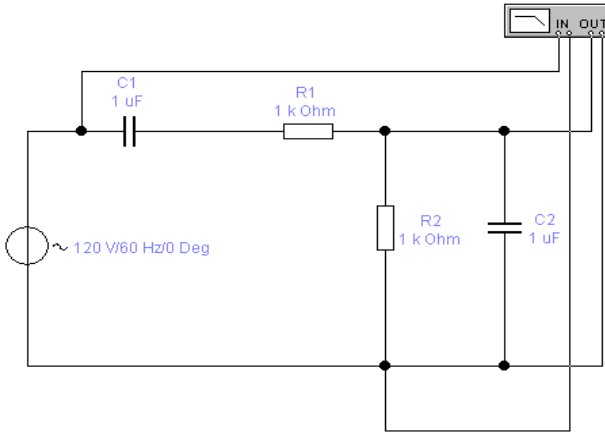 IN OUT
C1
1 uF
R1
1 k Ohm
R2
1 k Ohm
C2
1 uF
120 V/60 Hz/0 Deg